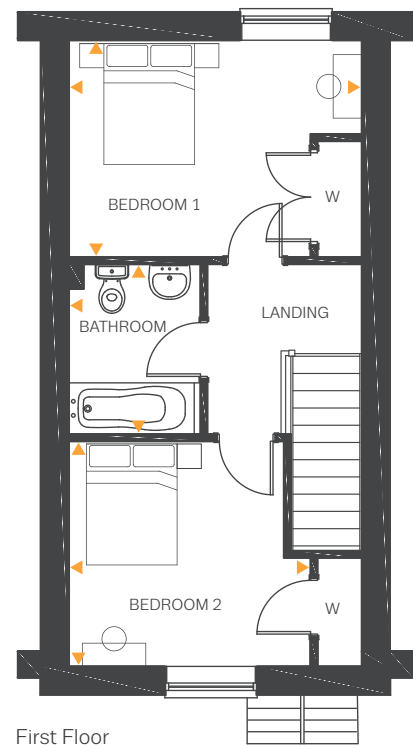 BEDROOM 1
W
LANDING
BATHROOM
BEDROOM 2
W
First Floor